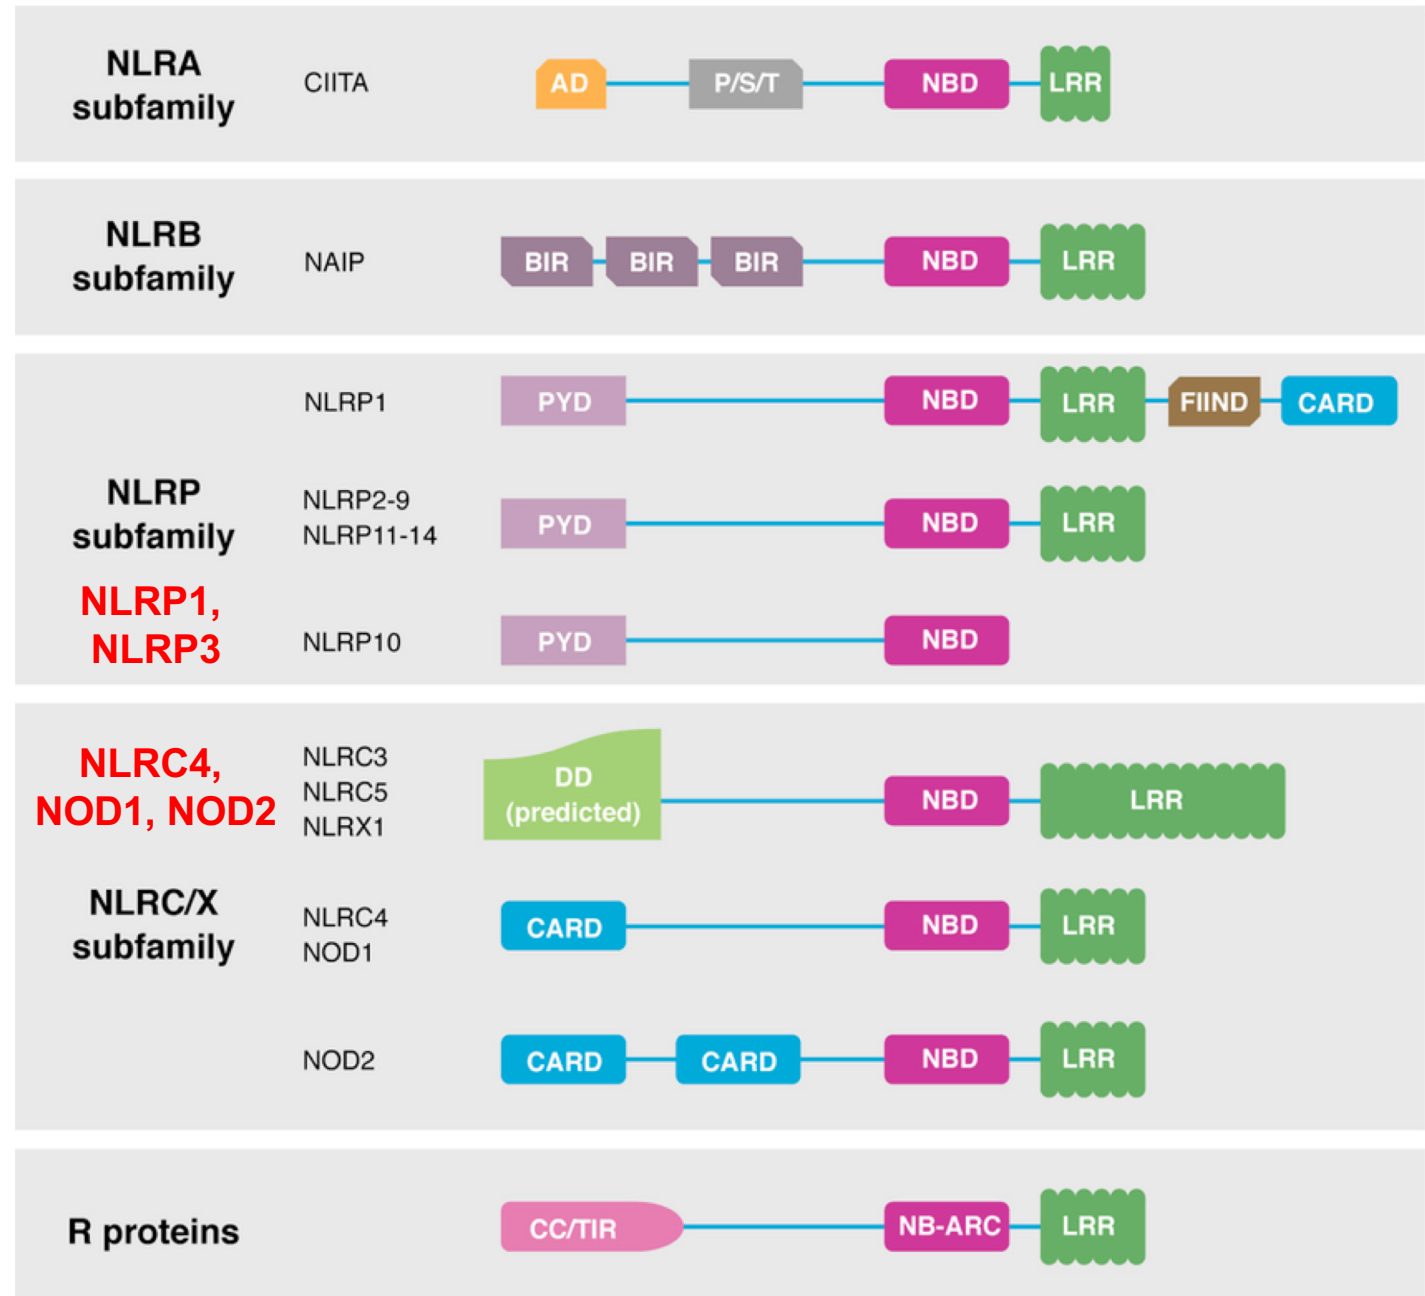 NLRA
subfamily
CIITA
AD
P/S/T
NBD
LRR
NLRB
subfamily
NAIP
BIR
BIR
BIR
NBD
LRR
NLRP1
PYD
NBD
LRR
FIIND
CARD
NLRP
subfamily
NLRP2-9
NLRP11-14
PYD
NBD
LRR
NLRP1,
NLRP3
NLRP10
PYD
NBD
NLRC4,
NOD1, NOD2
NLRC3
NLRC5
NLRX1
DD
(predicted)
NBD
LRR
NLRC/X
subfamily
NLRC4
NOD1
CARD
NBD
LRR
NOD2
CARD
CARD
NBD
LRR
R proteins
CC/TIR
NB-ARC
LRR